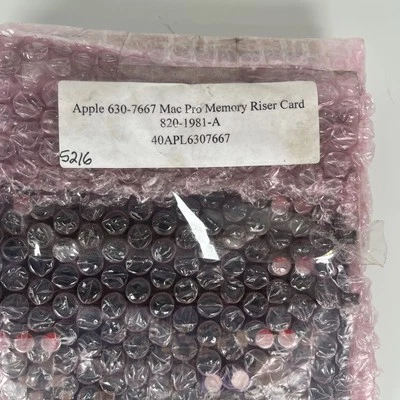 Apple 630-7667 Mac Pro Memory Riser Card
820-1981-A
40APL6307667
5216